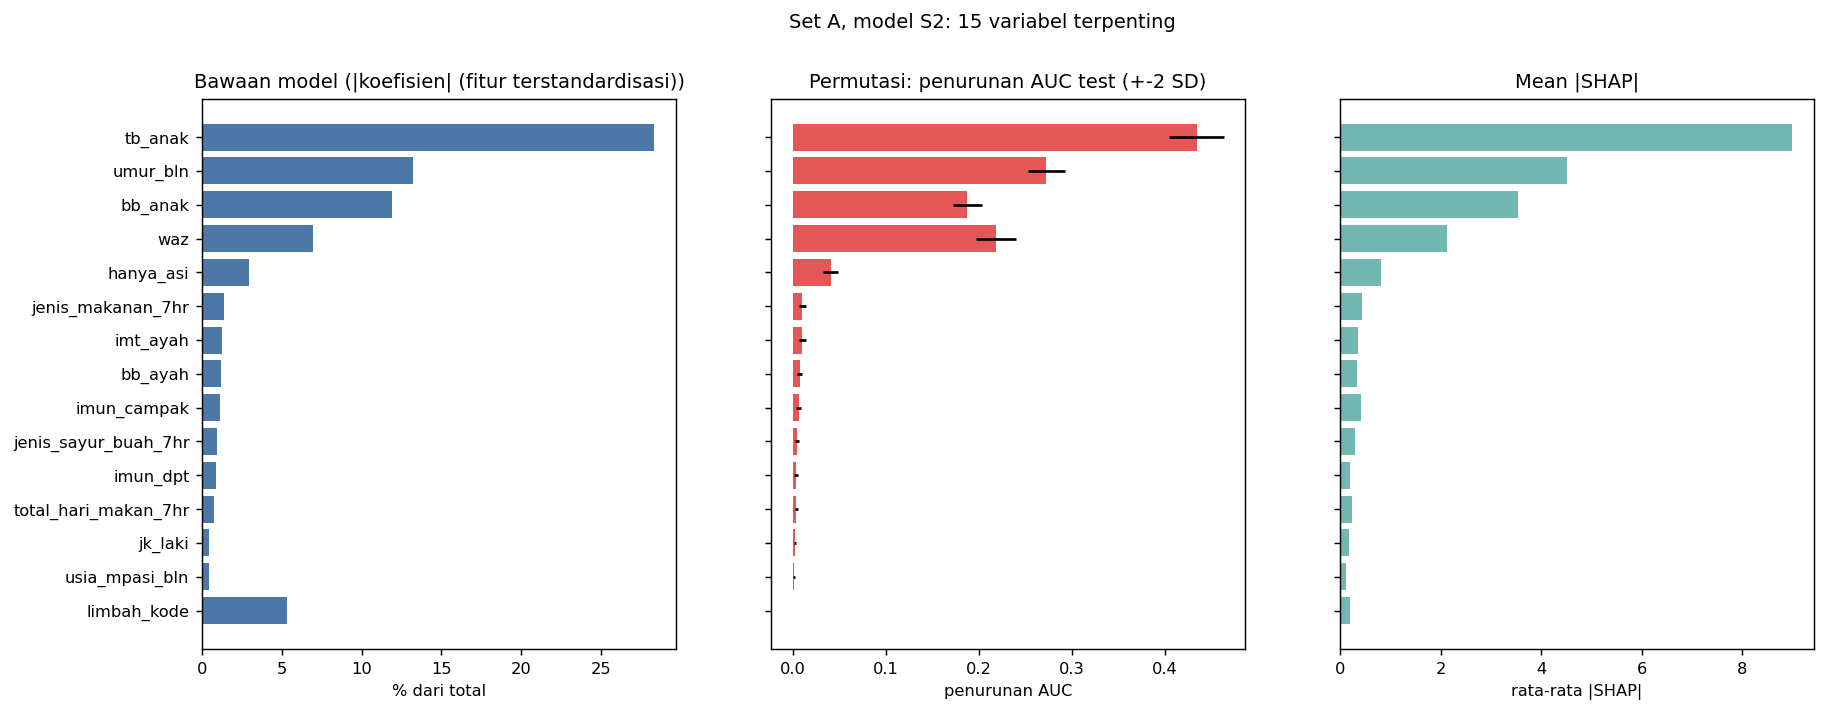 Set A, model S2: 15 variabel terpenting
Bawaan model (|koefisien| (fitur terstandardisasi))
tb_anak
umur_bln
bb_anak
waz
hanya_asi
jenis_makanan_7hr
imt_ayah
bb_ayah
imun_campak
jenis_sayur_buah_7hr
imun_dpt
total_hari_makan_7hr
jk_laki
usia_mpasi_bln
limbah_kode
0 5 10 15 20 25
% dari total
Permutasi: penurunan AUC test (+-2 SD)
0.0 0.1 0.2 0.3 0.4
penurunan AUC
Mean |SHAP|
0 2 4 6 8
rata-rata |SHAP|